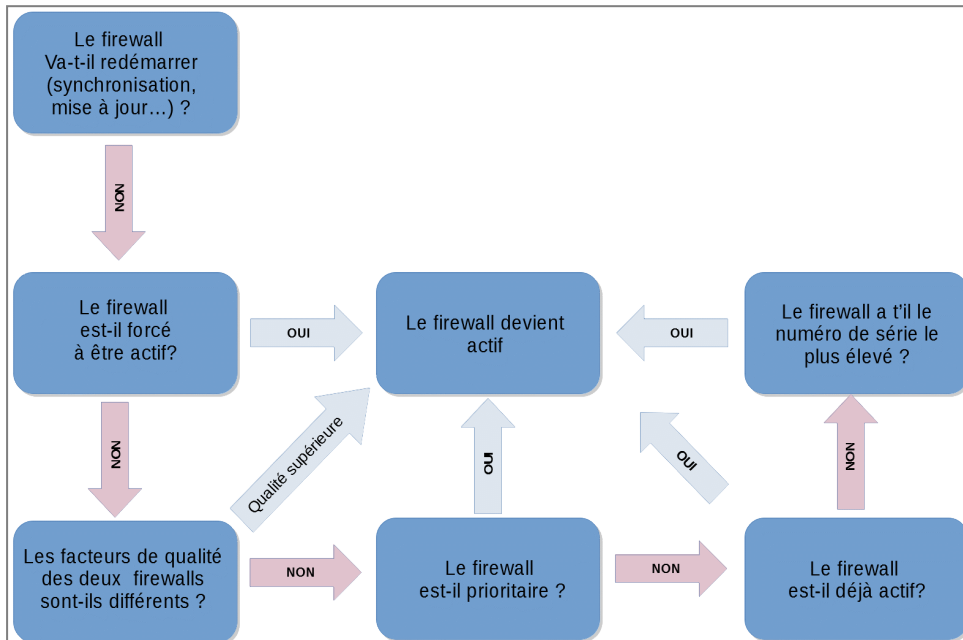 Le firewall
Va-t-il redémarrer
(synchronisation,
mise à jour…) ?
NON
Le firewall
est-il forcé
à être actif?
OUI
Le firewall devient
actif
OUI
Le firewall a t’il le
numéro de série le
plus élevé ?
NON
Qualité supérieure
OUI
OUI
NON
Les facteurs de qualité
des deux firewalls
sont-ils différents ?
NON
Le firewall
est-il prioritaire ?
NON
Le firewall
est-il déjà actif?